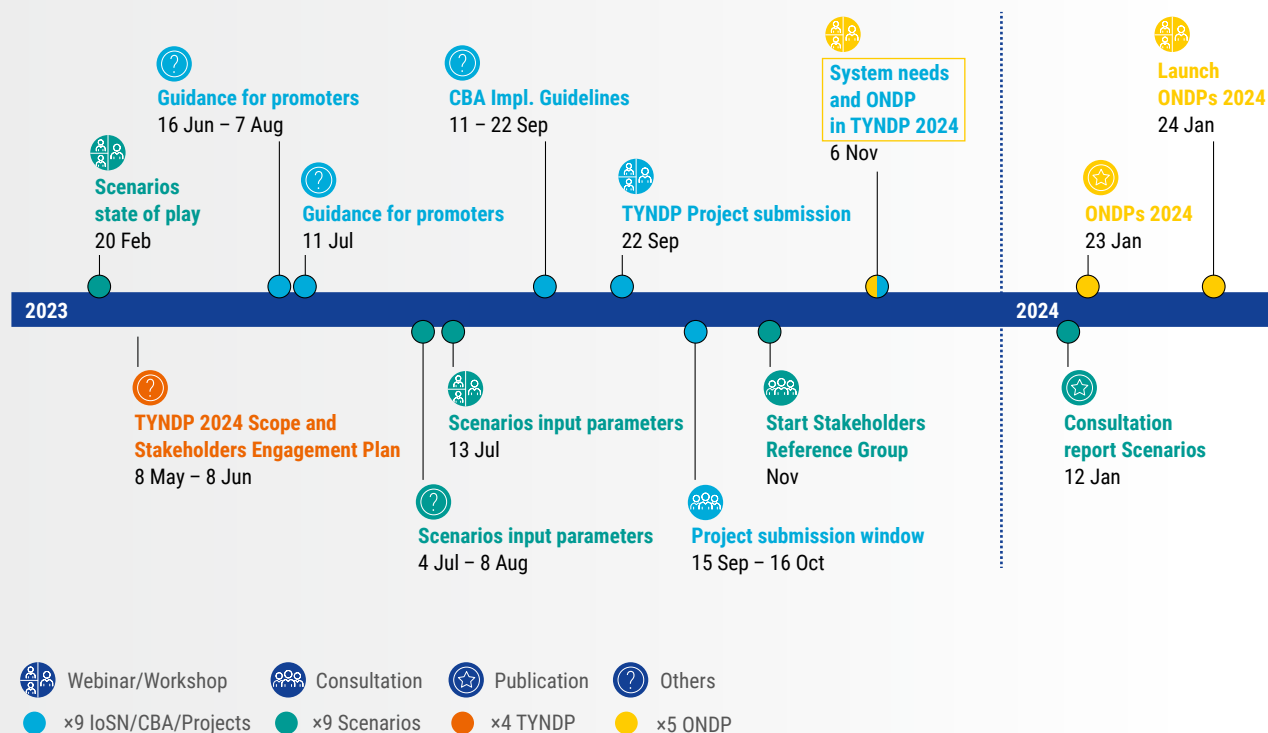 Guidance for promoters
16 Jun – 7 Aug
CBA Impl. Guidelines
11 – 22 Sep
System needs
and ONDP
in TYNDP 2024
6 Nov
Launch
ONDPs 2024
24 Jan
Scenarios
state of play
20 Feb
Guidance for promoters
11 Jul
TYNDP Project submission
22 Sep
ONDPs 2024
23 Jan
2023
2024
TYNDP 2024 Scope and
Stakeholders Engagement Plan
8 May – 8 Jun
Scenarios input parameters
13 Jul
Start Stakeholders
Reference Group
Nov
Consultation
report Scenarios
12 Jan
Scenarios input parameters
4 Jul – 8 Aug
Project submission window
15 Sep – 16 Oct
Webinar/Workshop
Consultation
Publication
? Others
×9 IoSN/CBA/Projects
×9 Scenarios
×4 TYNDP
×5 ONDP